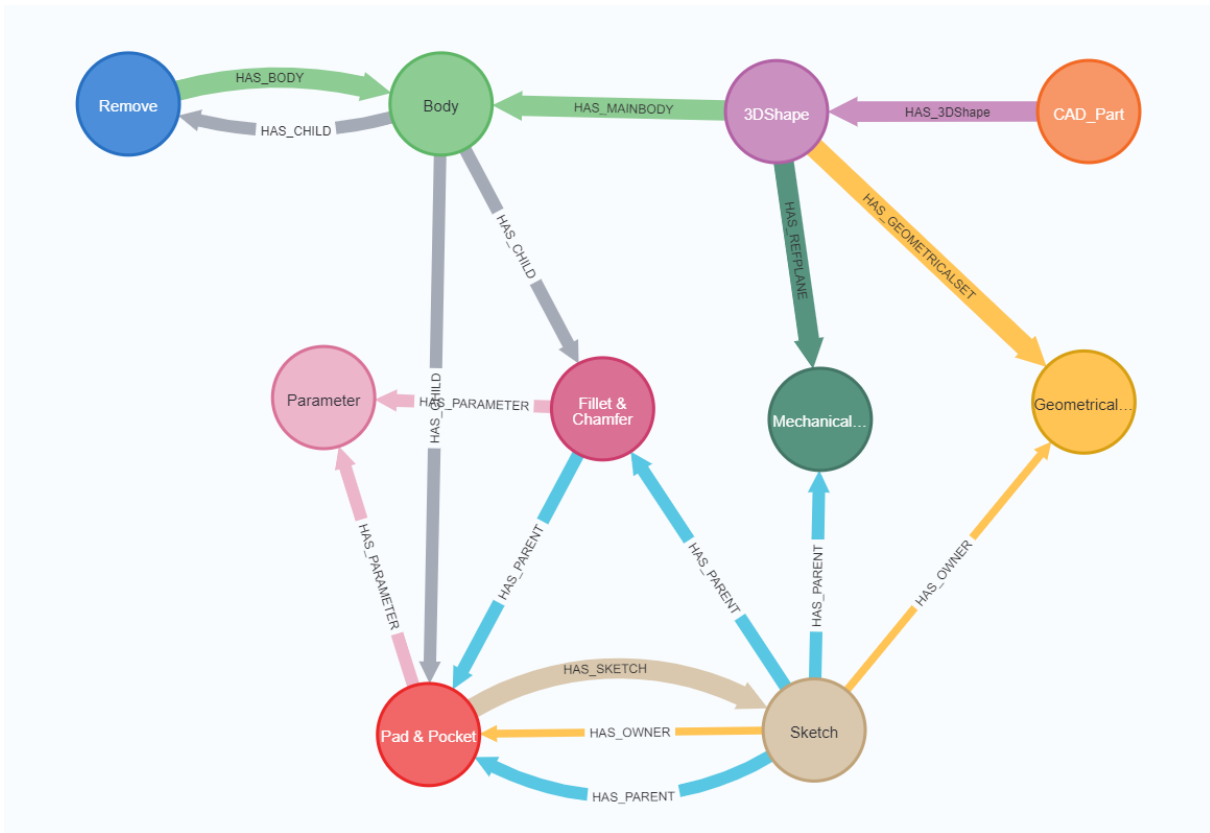 HAS_BODY
Remove
Body
HAS_MAINBODY
3DShape
HAS_3DShape
CAD_Part
HAS_CHILD
HAS_CHILD
HAS_REFPLANE
HAS_GEOMETRICALSET
Parameter
HAS_CHILD
HAS_PARAMETER
Fillet &
Chamfer
Mechanical...
Geometrical...
HAS_PARAMETER
HAS_PARENT
HAS_PARENT
HAS_PARENT
HAS_OWNER
HAS_SKETCH
Pad & Pocket
HAS_OWNER
Sketch
HAS_PARENT